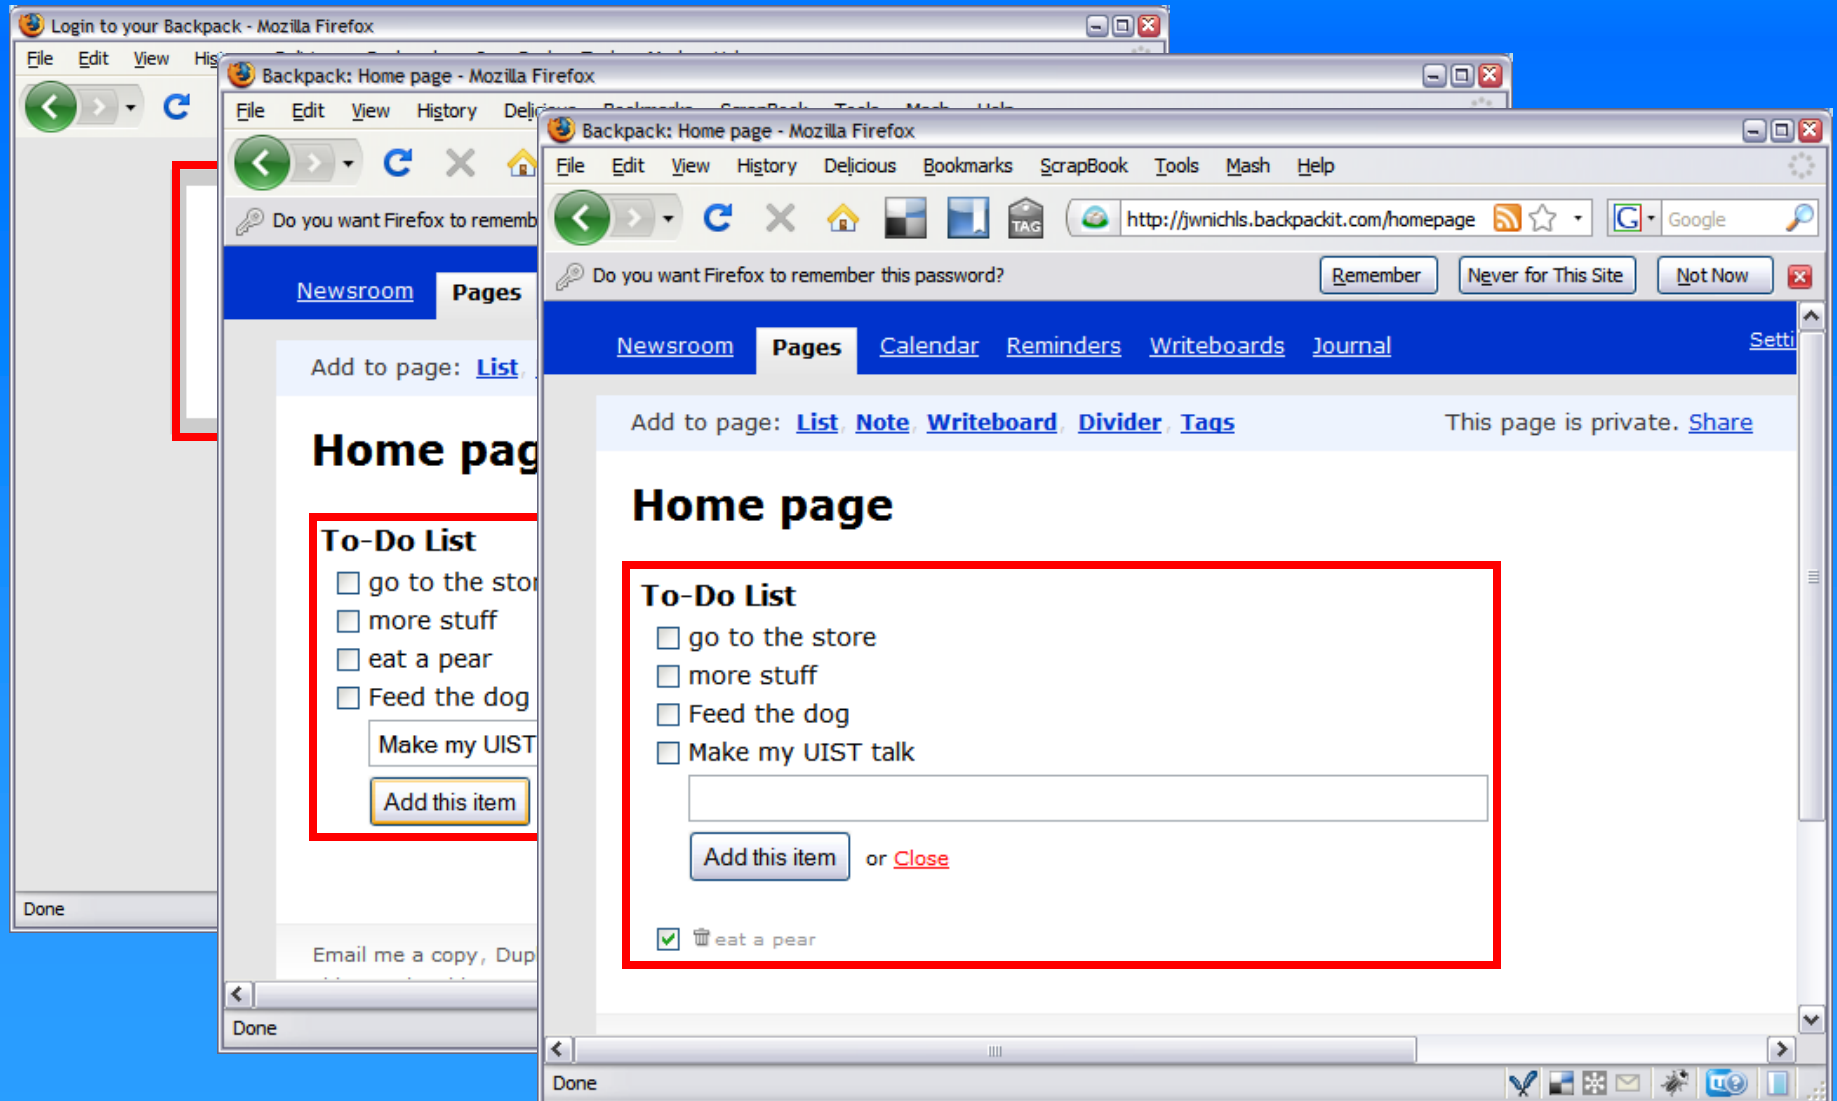 Login to your Backpack - Mozilla Firefox
File Edit View
Done
Backpack: Home page - Mozilla Firefox
File Edit View History
Do you want Firefox to rememb
Newsroom Pages
Add to page: List,
Home pag
To-Do List
go to the stor
more stuff
eat a pear
Feed the dog
Make my UIST
Add this item
Email me a copy, Dup
Done
Backpack: Home page - Mozilla Firefox
File Edit View History Delicious Bookmarks ScrapBook Tools Mash Help
TAG http://jwnichls.backpackit.com/homepage G Google
Do you want Firefox to remember this password? Remember Never for This Site Not Now
Newsroom Pages Calendar Reminders Writeboards Journal Setti
Add to page: List, Note, Writeboard, Divider, Tags This page is private. Share
Home page
To-Do List
go to the store
more stuff
Feed the dog
Make my UIST talk
Add this item or Close
eat a pear
Done